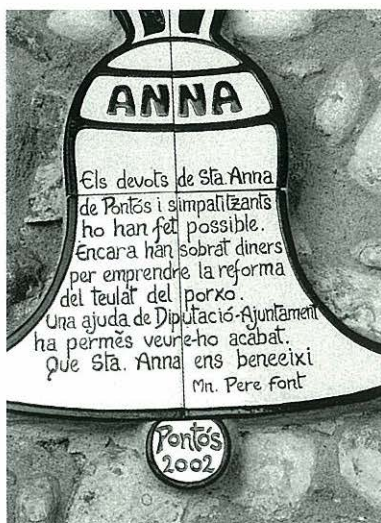 ANNA
Els devots de Sta. Anna
de Pontós i simpatitzants
ho han fet possible.
Encara han sobrat diners
per emprendre la reforma
del teulat del porxo.
Una ajuda de Diputació-Ajuntament
ha permès veure-ho acabat.
Que Sta. Anna ens beneeixi
Mn. Pere Font
Pontós
2002